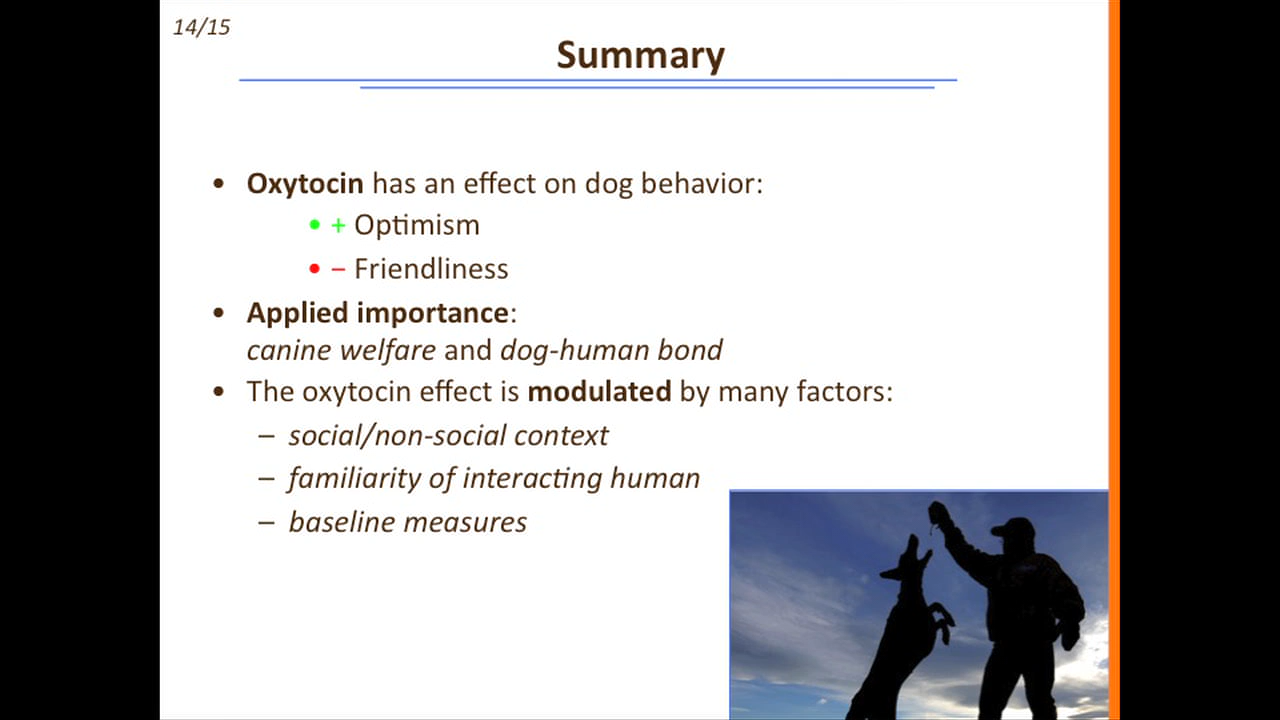 14/15
Summary
• Oxytocin has an effect on dog behavior:
• + Optimism
• – Friendliness
• Applied importance:
canine welfare and dog-human bond
• The oxytocin effect is modulated by many factors:
– social/non-social context
– familiarity of interacting human
– baseline measures